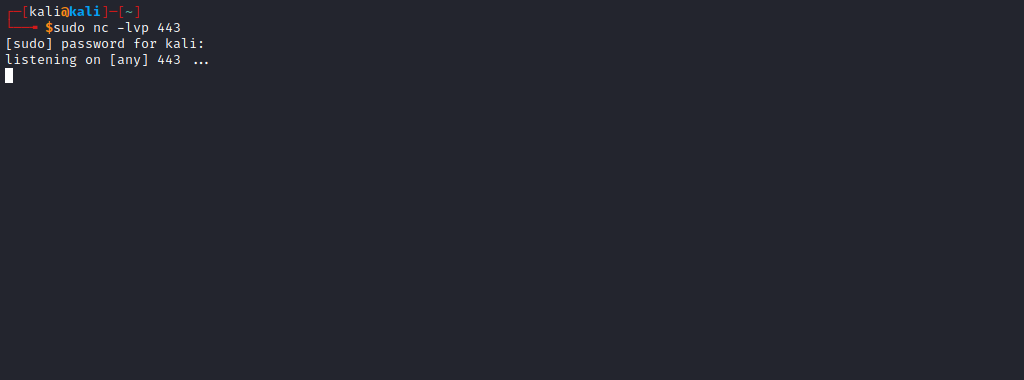 ┌─[kali@kali]─[~]
└──╼ $sudo nc -lvp 443
[sudo] password for kali:
listening on [any] 443 ...